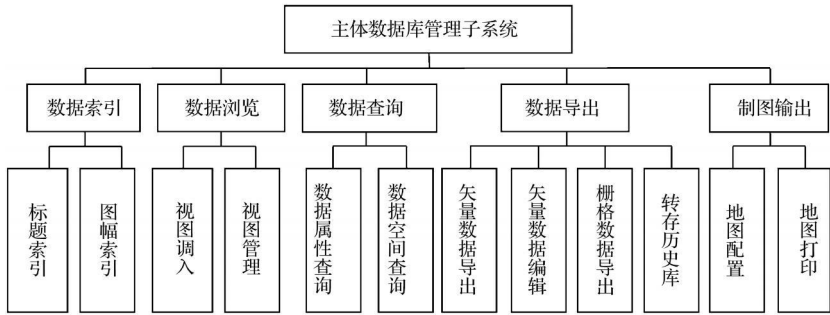 主体数据库管理子系统
数据索引
数据浏览
数据查询
数据导出
制图输出
标题索引
图幅索引
视图调入
视图管理
数据属性查询
数据空间查询
矢量数据导出
矢量数据编辑
栅格数据导出
转存历史库
地图配置
地图打印